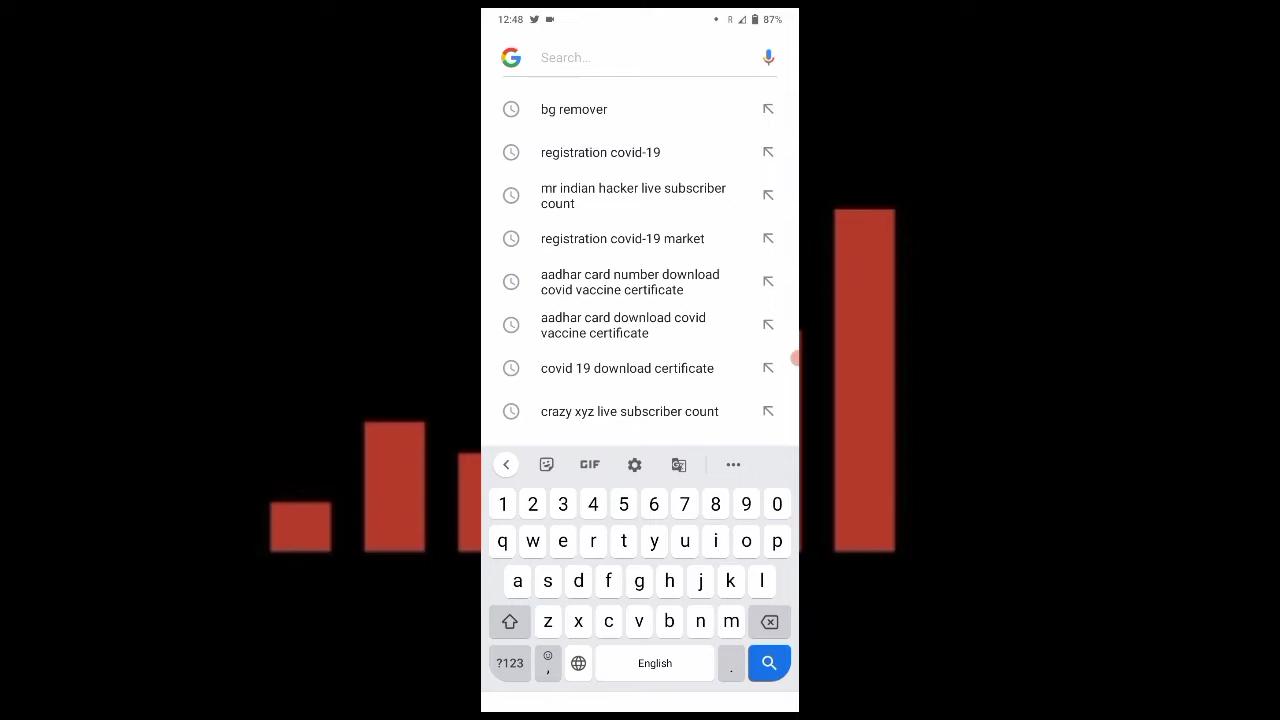 12:48
R
87%
Search...
bg remover
registration covid-19
mr indian hacker live subscriber
count
registration covid-19 market
aadhar card number download
covid vaccine certificate
aadhar card download covid
vaccine certificate
covid 19 download certificate
crazy xyz live subscriber count
GIF
1 2 3 4 5 6 7 8 9 0
q w e r t y u i o p
a s d f g h j k l
z x c v b n m
?123 , English .